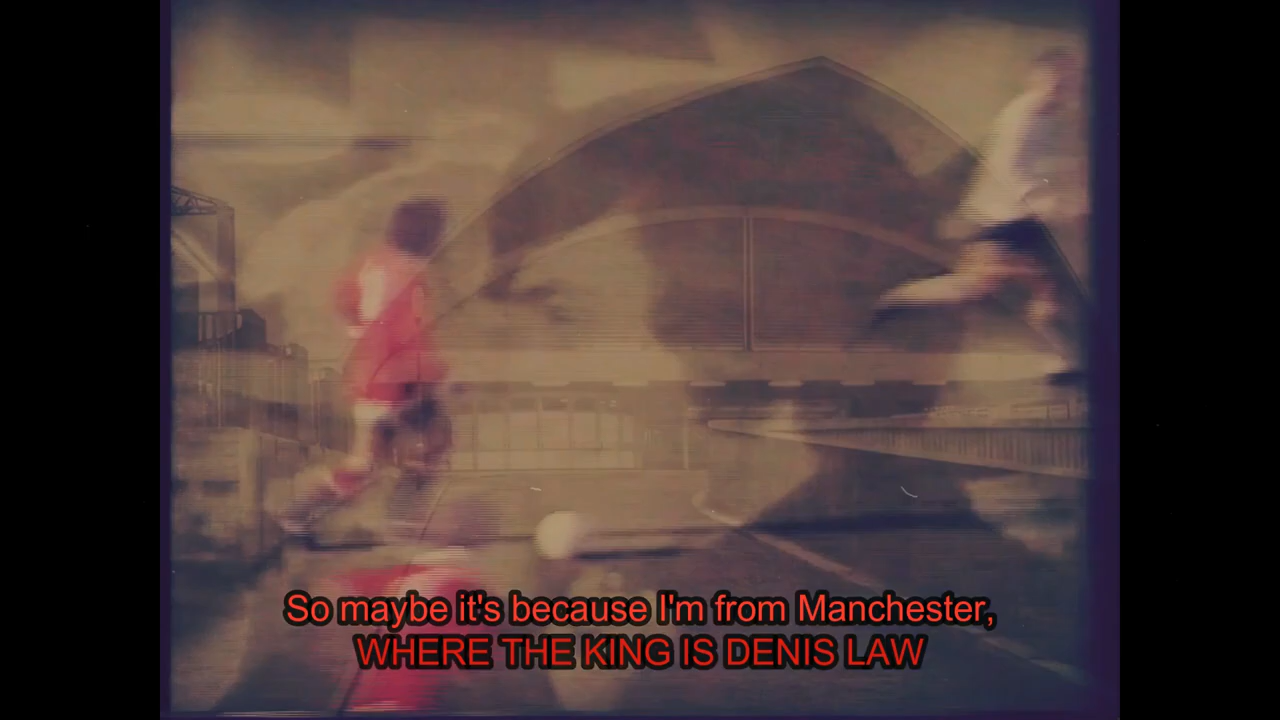 So maybe it's because I'm from Manchester,
WHERE THE KING IS DENIS LAW